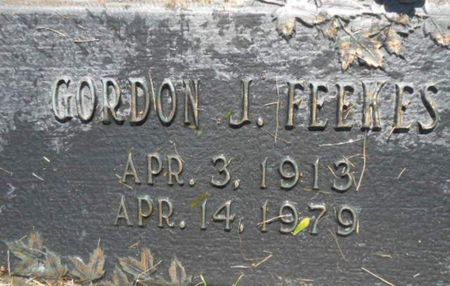 GORDON J. FEEKES
APR. 3, 1913
APR. 14, 1979